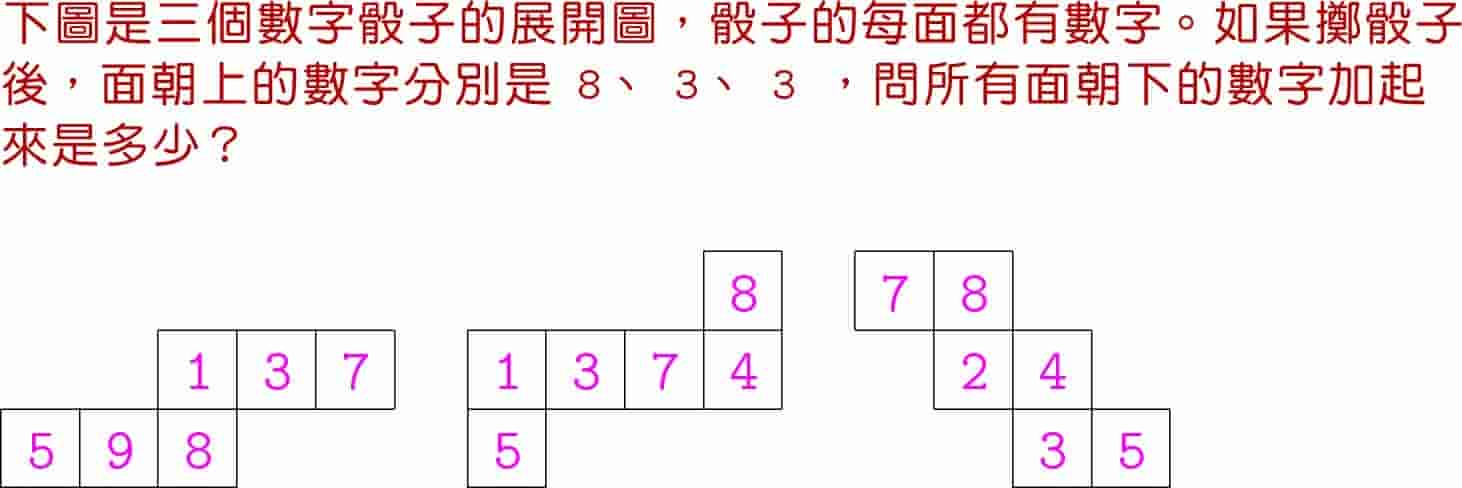 下圖是三個數字骰子的展開圖，骰子的每面都有數字。如果擲骰子
後，面朝上的數字分別是 8、 3、 3 ，問所有面朝下的數字加起
來是多少？
8 7 8
1 3 7 1 3 7 4 2 4
5 9 8 5 3 5